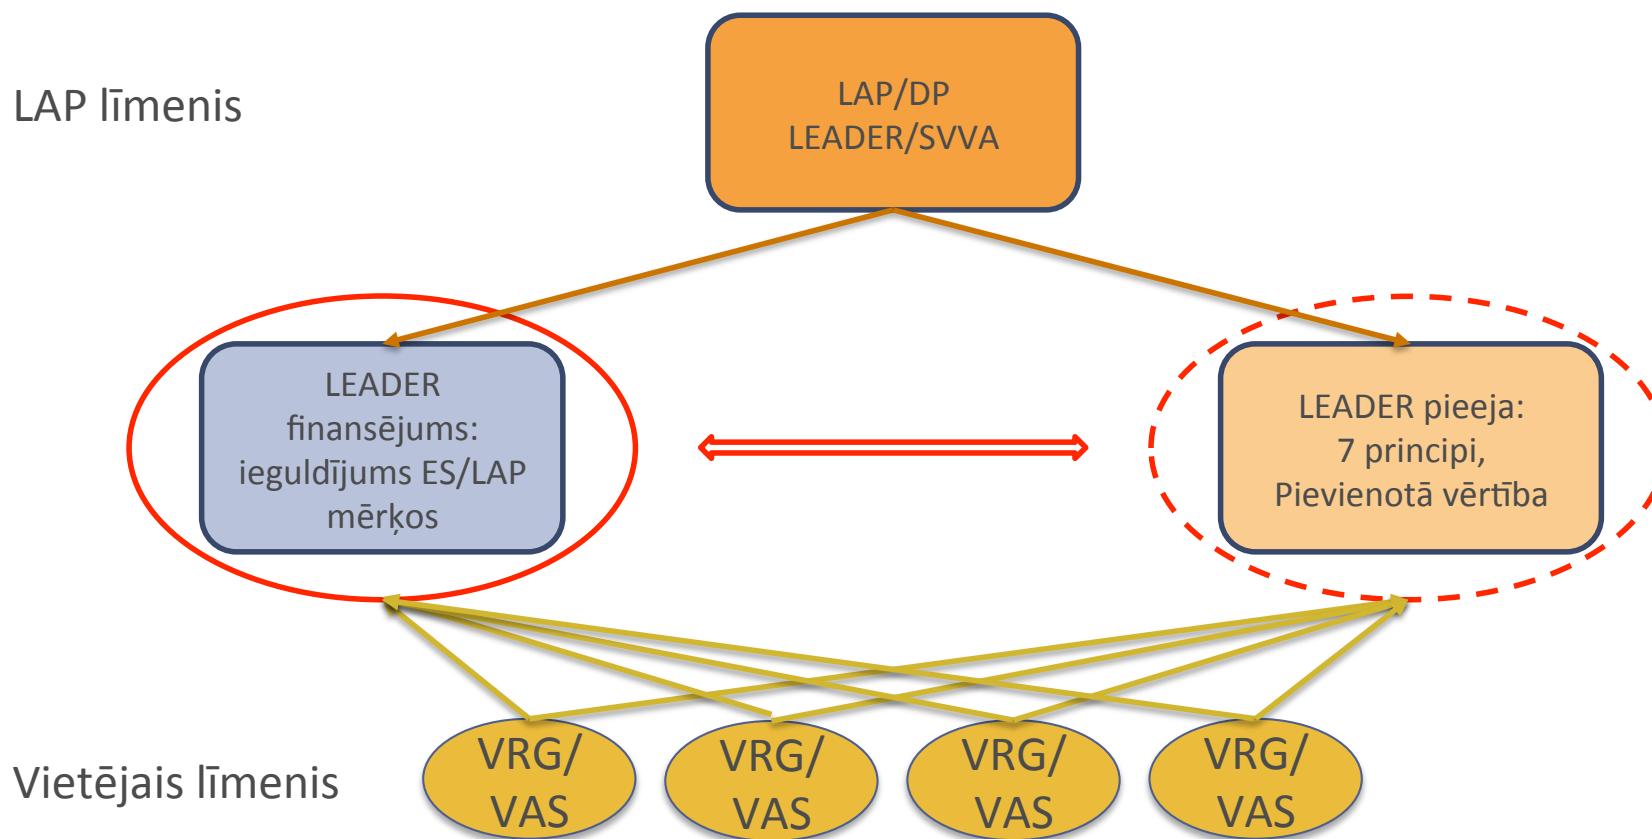 LAP līmenis
LAP/DP
LEADER/SVVA
LEADER
finansējums:
ieguldījums ES/LAP
mērķos
LEADER pieeja:
7 principi,
Pievienotā vērtība
Vietējais līmenis
VRG/
VAS
VRG/
VAS
VRG/
VAS
VRG/
VAS